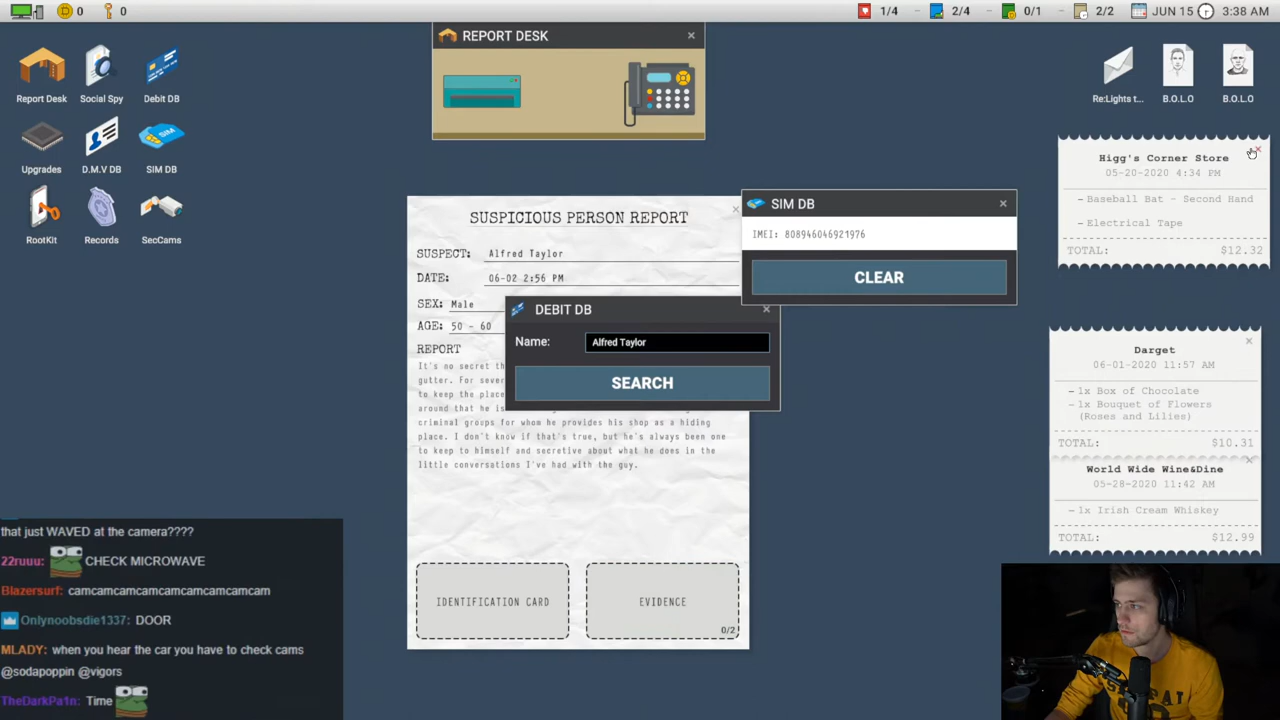 0
0
1/4
2/4
0/1
2/2
JUN 15
3:38 AM
REPORT DESK
Report Desk
Social Spy
Debit DB
Upgrades
D.M.V DB
SIM DB
RootKit
Records
SecCams
Re:Lights t...
B.O.L.O
B.O.L.O
Higg's Corner Store
05-20-2020 4:34 PM
- Baseball Bat - Second Hand
- Electrical Tape
TOTAL: $12.32
Darget
06-01-2020 11:57 AM
- 1x Box of Chocolate
- 1x Bouquet of Flowers
(Roses and Lilies)
TOTAL: $10.31
World Wide Wine&Dine
05-28-2020 11:42 AM
- 1x Irish Cream Whiskey
TOTAL: $12.99
SIM DB
IMEI: 808946046921976
CLEAR
SUSPICIOUS PERSON REPORT
SUSPECT: Alfred Taylor
DATE: 06-02 2:56 PM
SEX: Male
AGE: 50 - 60
REPORT
DEBIT DB
Name: Alfred Taylor
SEARCH
It's no secret th
gutter. For sever
to keep the place
around that he is
criminal groups for whom he provides his shop as a hiding
place. I don't know if that's true, but he's always been one
to keep to himself and secretive about what he does in the
little conversations I've had with the guy.
IDENTIFICATION CARD
EVIDENCE
0/2
that just WAVED at the camera????
22ruuu: CHECK MICROWAVE
Blazersurf: camcamcamcamcamcamcamcamcam
Onlynoobsdie1337: DOOR
MLADY: when you hear the car you have to check cams
@sodapoppin @vigors
TheDarkPa1n: Time